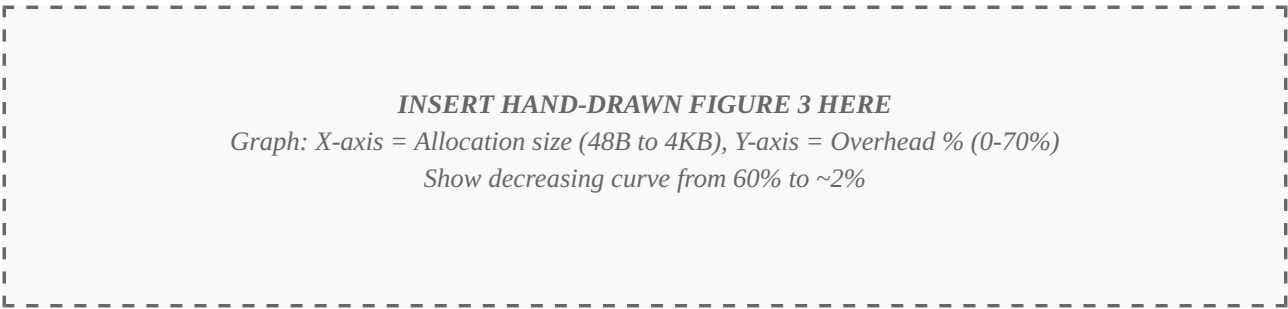 INSERT HAND-DRAWN FIGURE 3 HERE
Graph: X-axis = Allocation size (48B to 4KB), Y-axis = Overhead % (0-70%)
Show decreasing curve from 60% to ~2%